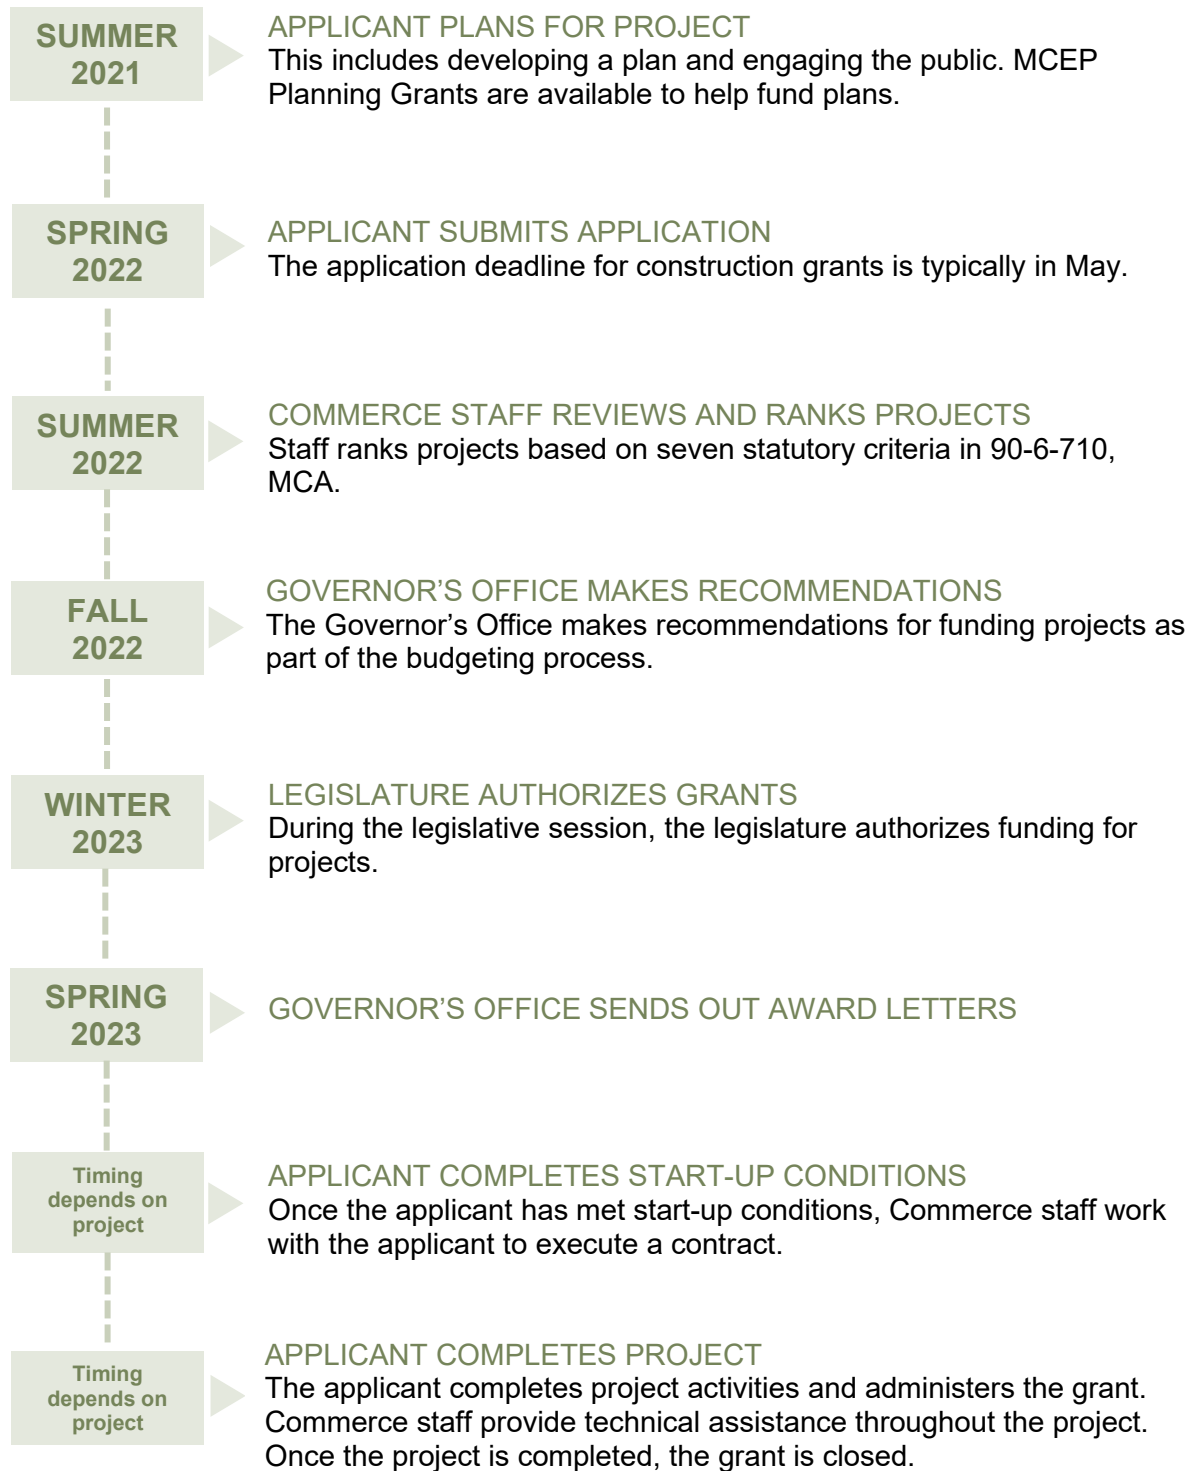 SUMMER
2021
APPLICANT PLANS FOR PROJECT
This includes developing a plan and engaging the public. MCEP
Planning Grants are available to help fund plans.
SPRING
2022
APPLICANT SUBMITS APPLICATION
The application deadline for construction grants is typically in May.
SUMMER
2022
COMMERCE STAFF REVIEWS AND RANKS PROJECTS
Staff ranks projects based on seven statutory criteria in 90-6-710,
MCA.
FALL
2022
GOVERNOR’S OFFICE MAKES RECOMMENDATIONS
The Governor’s Office makes recommendations for funding projects as
part of the budgeting process.
WINTER
2023
LEGISLATURE AUTHORIZES GRANTS
During the legislative session, the legislature authorizes funding for
projects.
SPRING
2023
GOVERNOR’S OFFICE SENDS OUT AWARD LETTERS
Timing
depends on
project
APPLICANT COMPLETES START-UP CONDITIONS
Once the applicant has met start-up conditions, Commerce staff work
with the applicant to execute a contract.
Timing
depends on
project
APPLICANT COMPLETES PROJECT
The applicant completes project activities and administers the grant.
Commerce staff provide technical assistance throughout the project.
Once the project is completed, the grant is closed.